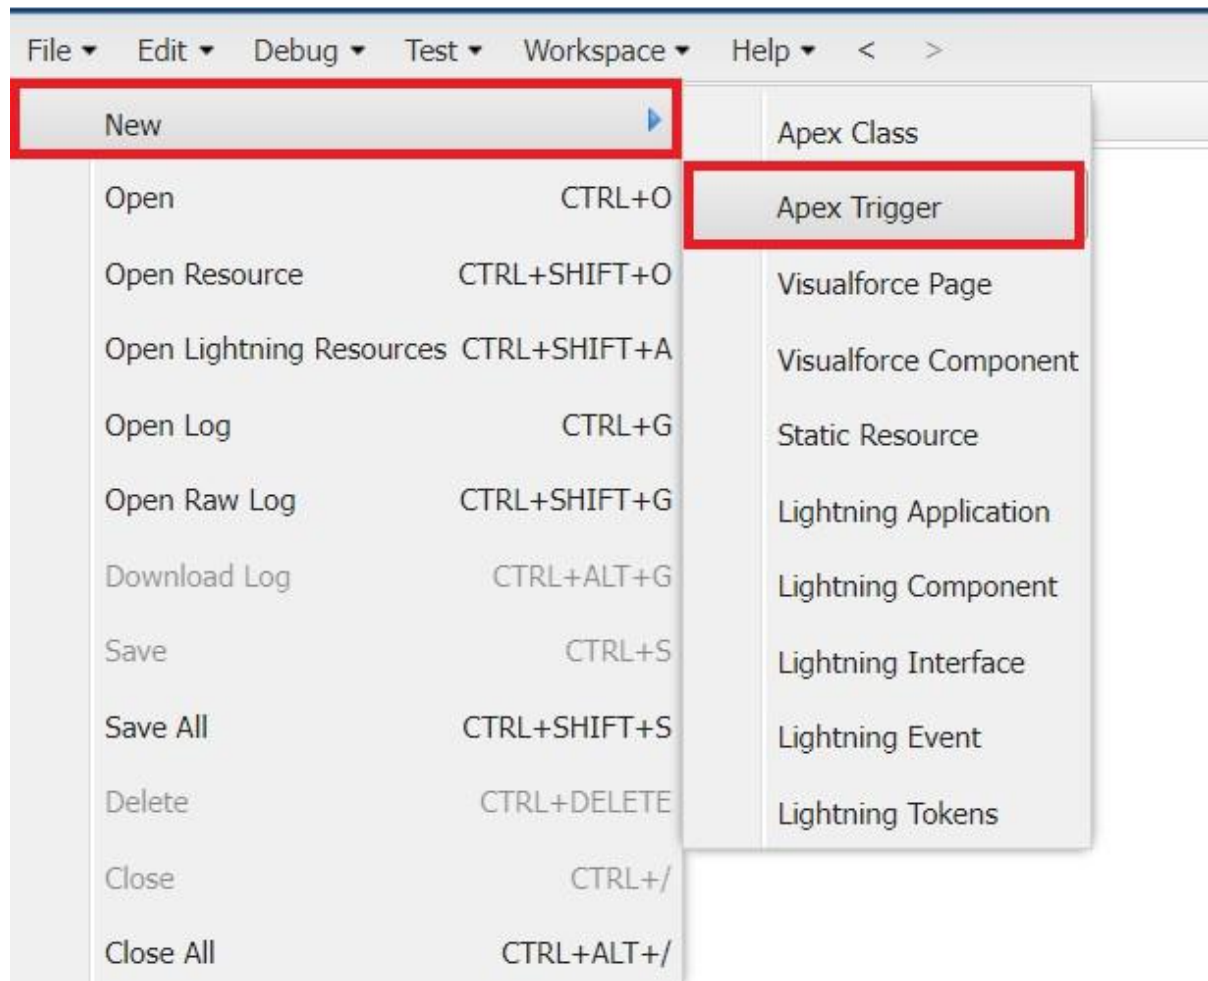 File Edit Debug Test Workspace Help < >
New
Open CTRL+O
Open Resource CTRL+SHIFT+O
Open Lightning Resources CTRL+SHIFT+A
Open Log CTRL+G
Open Raw Log CTRL+SHIFT+G
Download Log CTRL+ALT+G
Save CTRL+S
Save All CTRL+SHIFT+S
Delete CTRL+DELETE
Close CTRL+/
Close All CTRL+ALT+/
Apex Class
Apex Trigger
Visualforce Page
Visualforce Component
Static Resource
Lightning Application
Lightning Component
Lightning Interface
Lightning Event
Lightning Tokens